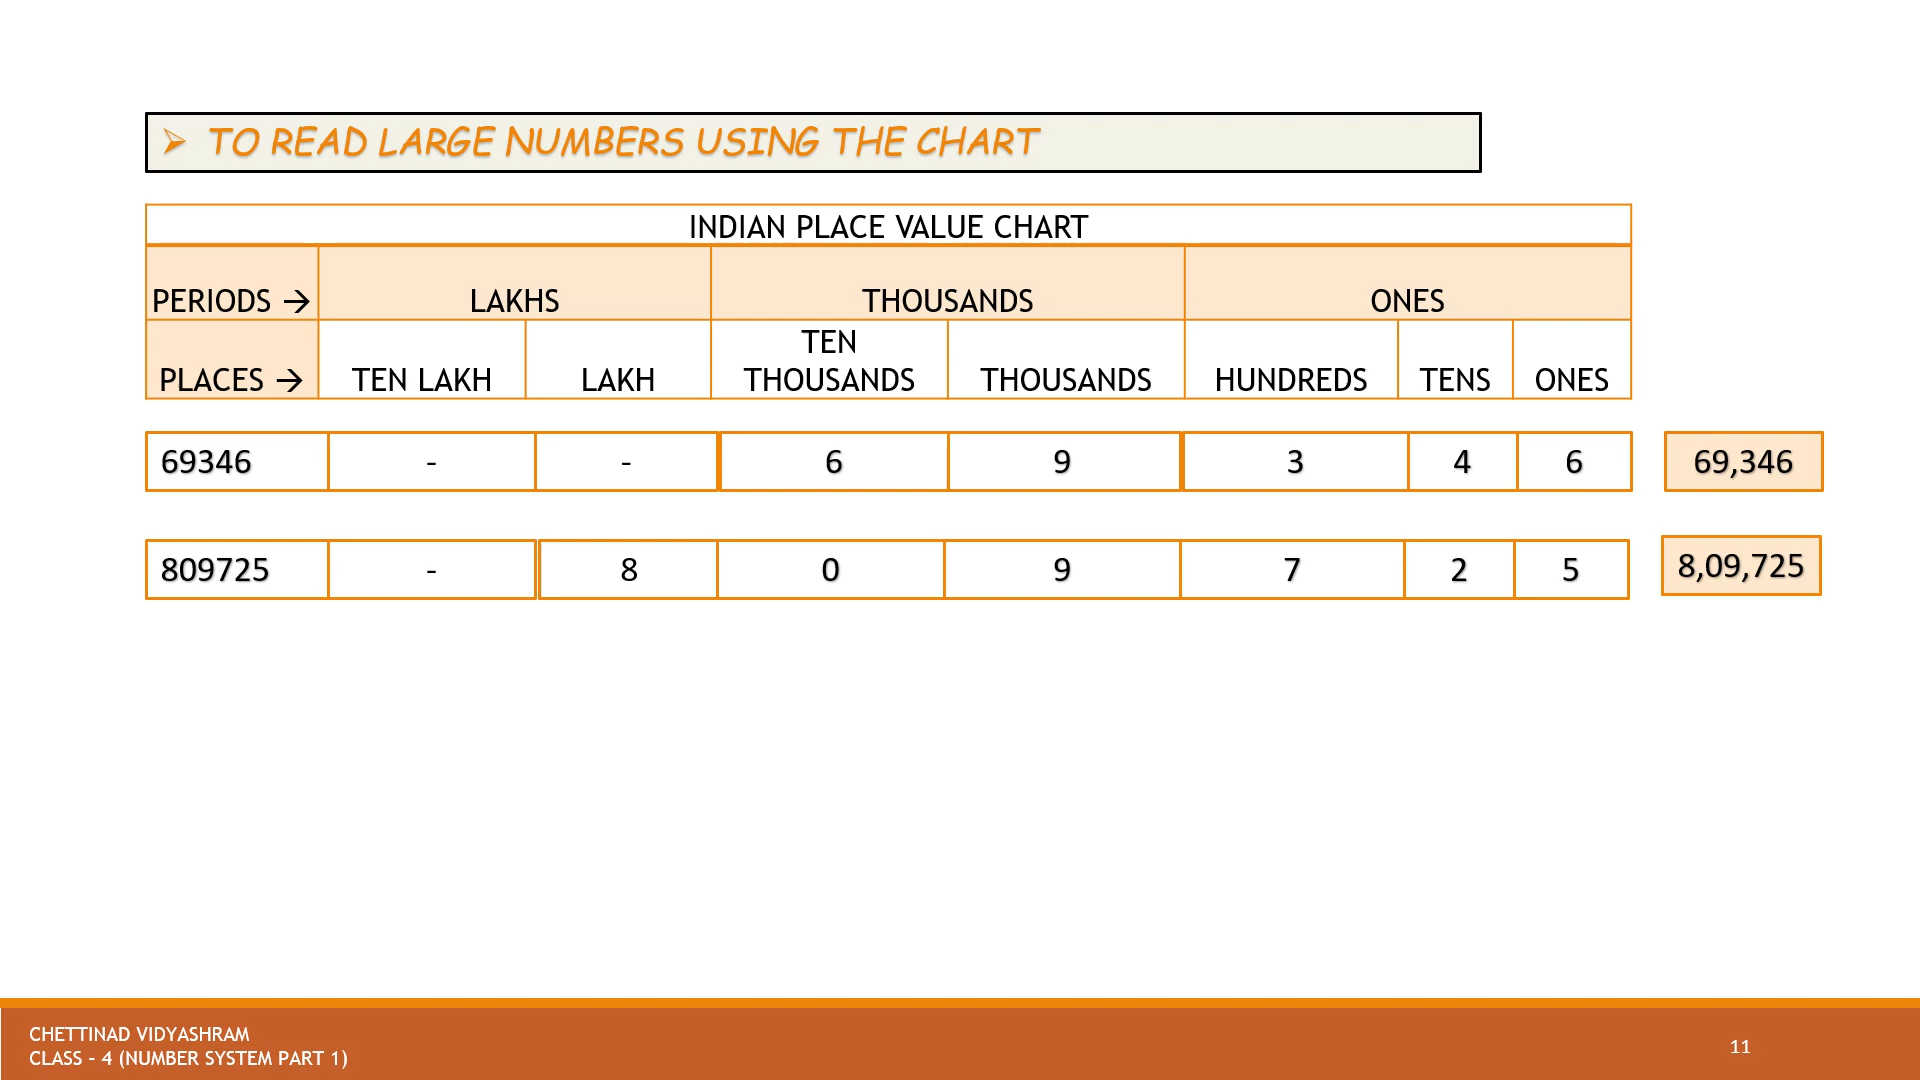 ➢ TO READ LARGE NUMBERS USING THE CHART
INDIAN PLACE VALUE CHART
PERIODS → LAKHS THOUSANDS ONES
PLACES → TEN LAKH LAKH TEN THOUSANDS THOUSANDS HUNDREDS TENS ONES
69346 - - 6 9 3 4 6 69,346
809725 - 8 0 9 7 2 5 8,09,725
CHETTINAD VIDYASHRAM
CLASS – 4 (NUMBER SYSTEM PART 1)
11